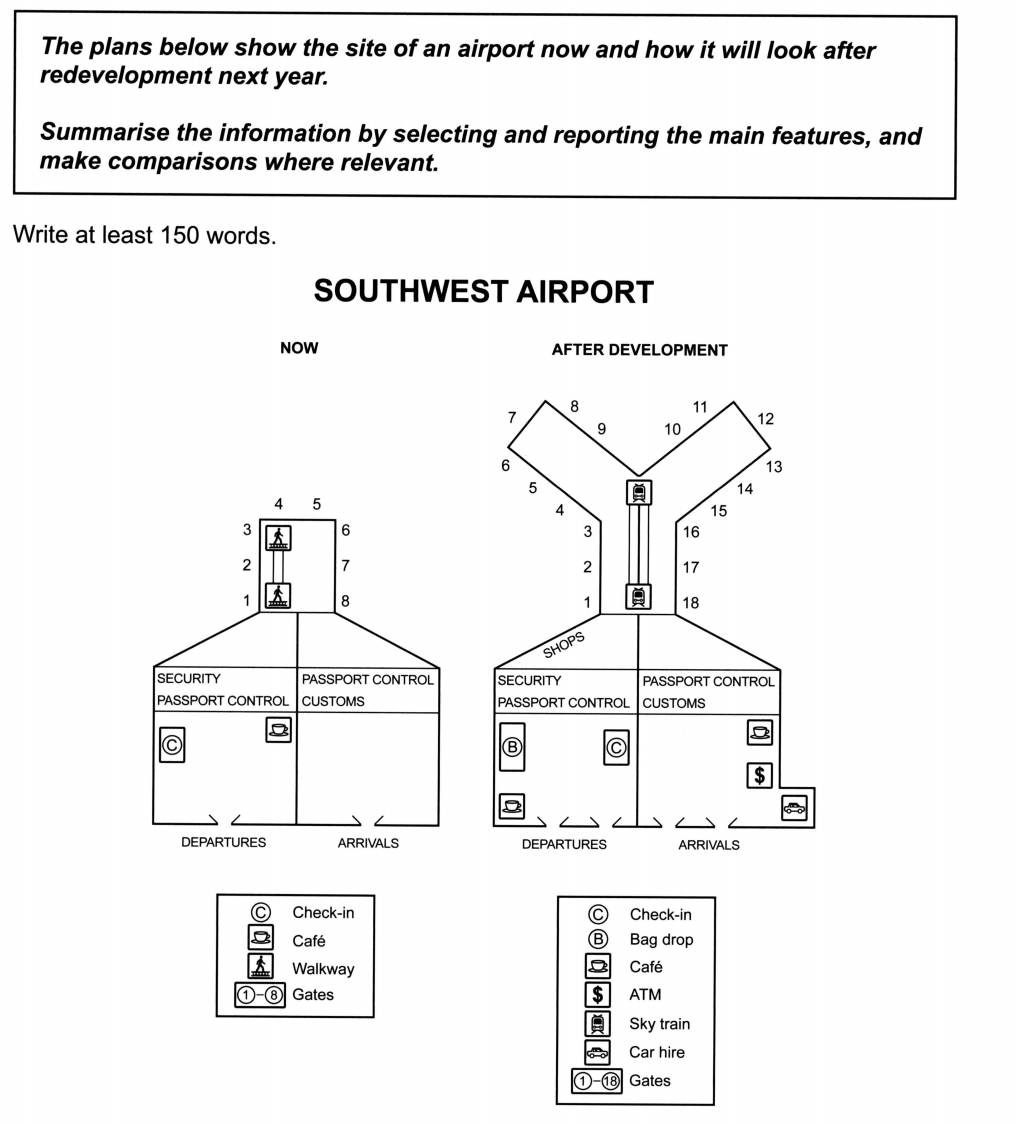 The plans below show the site of an airport now and how it will look after
redevelopment next year.
Summarise the information by selecting and reporting the main features, and
make comparisons where relevant.
Write at least 150 words.
SOUTHWEST AIRPORT
NOW
4 5
3 6
2 7
1 8
SECURITY
PASSPORT CONTROL
PASSPORT CONTROL
CUSTOMS
C
DEPARTURES
ARRIVALS
C Check-in
Café
Walkway
1-8 Gates
AFTER DEVELOPMENT
8 11
7 12
9 10
6 13
5 14
4 15
3 16
2 17
1 18
SHOPS
SECURITY
PASSPORT CONTROL
PASSPORT CONTROL
CUSTOMS
B C
$
DEPARTURES
ARRIVALS
C Check-in
B Bag drop
Café
$ ATM
Sky train
Car hire
1-18 Gates